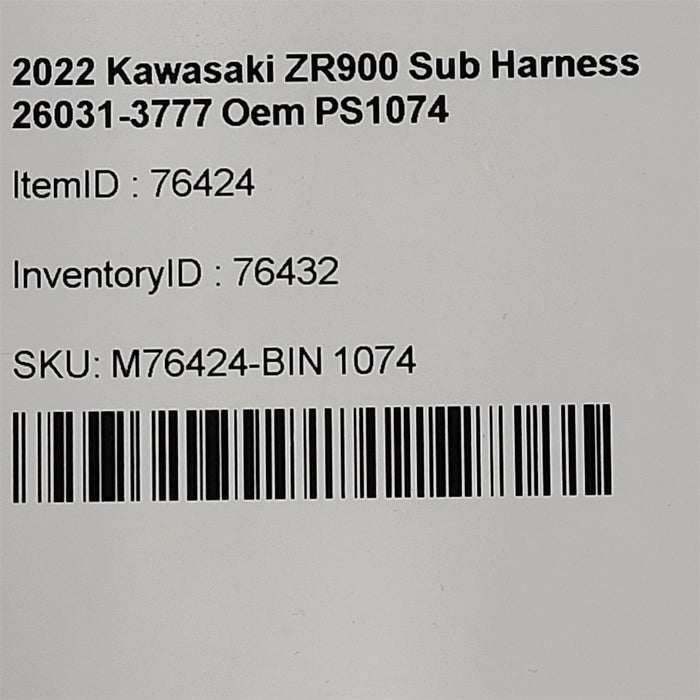 2022 Kawasaki ZR900 Sub Harness
26031-3777 Oem PS1074
ItemID : 76424
InventoryID : 76432
SKU: M76424-BIN 1074